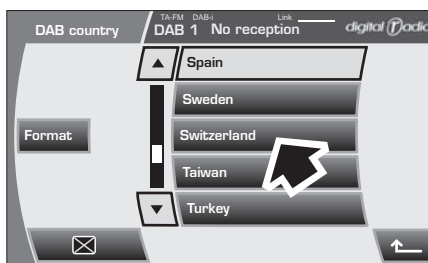 TA-FM DAB-i Link
DAB country DAB 1 No reception digital radio
Spain
Sweden
Format Switzerland
Taiwan
Turkey